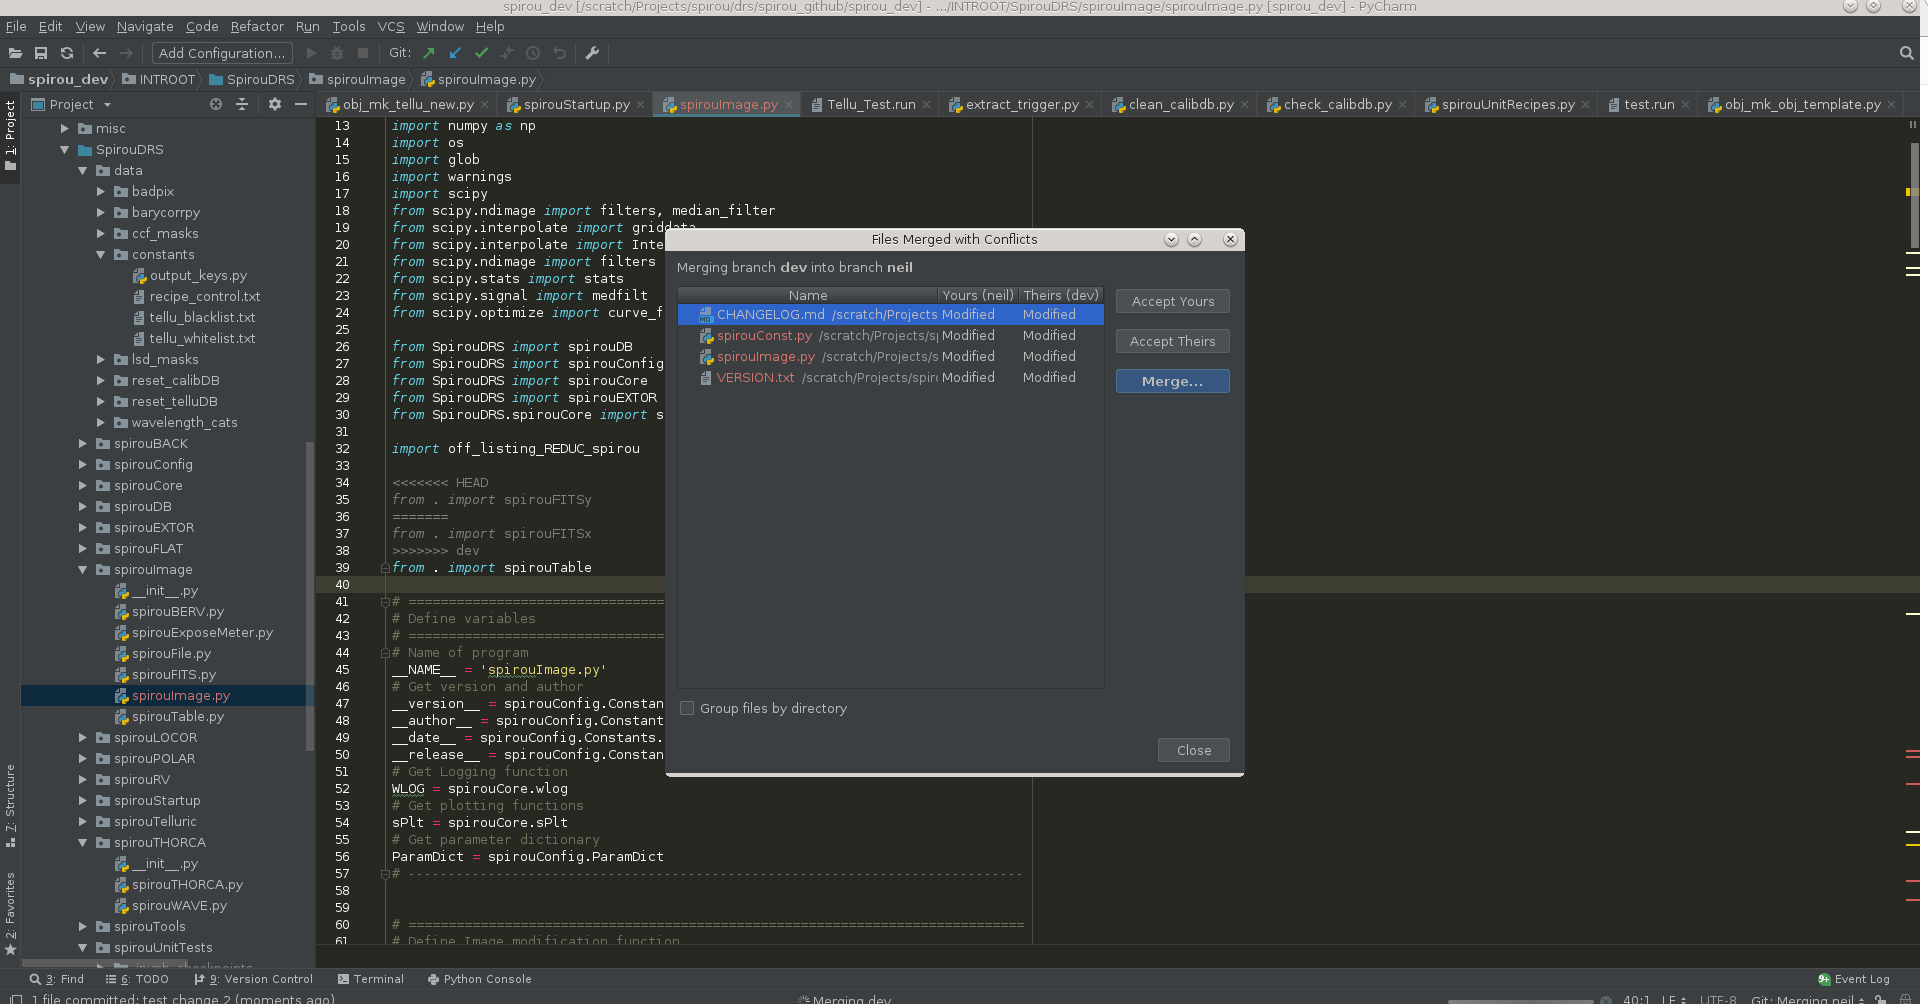 spirou_dev [/scratch/Projects/spirou/drs/spirou_github/spirou_dev] - .../INTROOT/SpirouDRS/spirouImage/spirouImage.py [spirou_dev] - PyCharm
File Edit View Navigate Code Refactor Run Tools VCS Window Help
Add Configuration... Git:
spirou_dev INTROOT SpirouDRS spirouImage spirouImage.py
Project
obj_mk_tellu_new.py spirouStartup.py spirouImage.py Tellu_Test.run extract_trigger.py clean_calibdb.py check_calibdb.py spirouUnitRecipes.py test.run obj_mk_obj_template.py
1: Project
7: Structure
2: Favorites
misc
SpirouDRS
data
badpix
barycorrpy
ccf_masks
constants
output_keys.py
recipe_control.txt
tellu_blacklist.txt
tellu_whitelist.txt
lsd_masks
reset_calibDB
reset_telluDB
wavelength_cats
spirouBACK
spirouConfig
spirouCore
spirouDB
spirouEXTOR
spirouFLAT
spirouImage
__init__.py
spirouBERV.py
spirouExposeMeter.py
spirouFile.py
spirouFITS.py
spirouImage.py
spirouTable.py
spirouLOCOR
spirouPOLAR
spirouRV
spirouStartup
spirouTelluric
spirouTHORCA
__init__.py
spirouTHORCA.py
spirouWAVE.py
spirouTools
spirouUnitTests
13 import numpy as np
14 import os
15 import glob
16 import warnings
17 import scipy
18 from scipy.ndimage import filters, median_filter
19 from scipy.interpolate import griddata
20 from scipy.interpolate import Inte
21 from scipy.ndimage import filters
22 from scipy.stats import stats
23 from scipy.signal import medfilt
24 from scipy.optimize import curve_f
25
26 from SpirouDRS import spirouDB
27 from SpirouDRS import spirouConfig
28 from SpirouDRS import spirouCore
29 from SpirouDRS import spirouEXTOR
30 from SpirouDRS.spirouCore import s
31
32 import off_listing_REDUC_spirou
33
34 <<<<<<< HEAD
35 from . import spirouFITSy
36 =======
37 from . import spirouFITSx
38 >>>>>>> dev
39 from . import spirouTable
40
41 # ================================
42 # Define variables
43 # ================================
44 # Name of program
45 __NAME__ = 'spirouImage.py'
46 # Get version and author
47 __version__ = spirouConfig.Constan
48 __author__ = spirouConfig.Constant
49 __date__ = spirouConfig.Constants.
50 __release__ = spirouConfig.Constan
51 # Get Logging function
52 WLOG = spirouCore.wlog
53 # Get plotting functions
54 sPlt = spirouCore.sPlt
55 # Get parameter dictionary
56 ParamDict = spirouConfig.ParamDict
57 # -----------------------------------------------------------------------------
58
59
60 # =============================================================================
61 # Define Image modification function
Files Merged with Conflicts
Merging branch dev into branch neil
Name Yours (neil) Theirs (dev)
CHANGELOG.md /scratch/Projects Modified Modified
spirouConst.py /scratch/Projects/sp Modified Modified
spirouImage.py /scratch/Projects/s Modified Modified
VERSION.txt /scratch/Projects/spiro Modified Modified
Accept Yours
Accept Theirs
Merge...
Group files by directory
Close
3: Find 6: TODO 9: Version Control Terminal Python Console Event Log
1 file committed: test change 2 (moments ago) Merging dev 40:1 LF UTF-8 Git: Merging neil